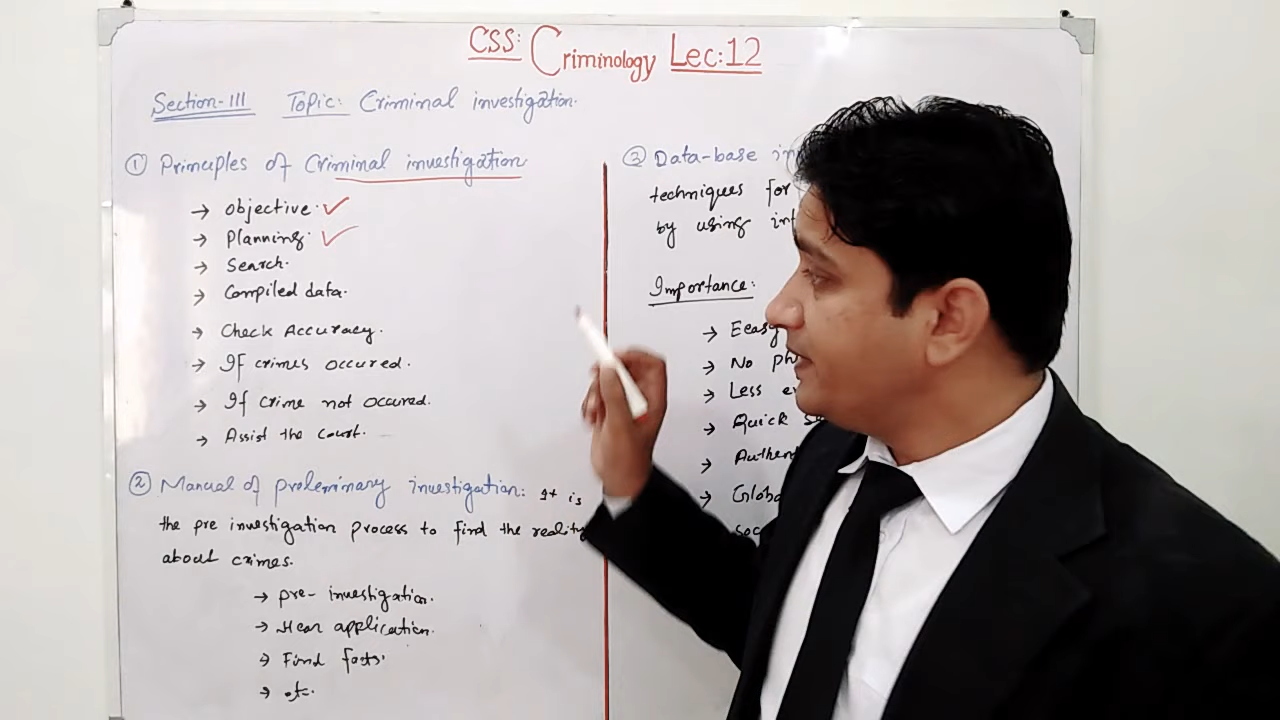 CSS: Criminology Lec:12
Section-III Topic: Criminal investigation.
① Principles of Criminal investigation
→ objective. ✓
→ Planning. ✓
→ Search.
→ Compiled data.
→ Check Accuracy.
→ If crimes occured.
→ If crime not occured.
→ Assist the court.
② Manual of preleminary investigation: It is
the pre investigation process to find the reality
about crimes.
→ pre-investigation.
→ Hear application.
→ Find facts.
→ etc.
③ Data-base in
techniques for
by using inf
Importance:
→ Eeasy
→ No ph
→ Less e
→ Quick s
→ Authen
→ Globa
soc